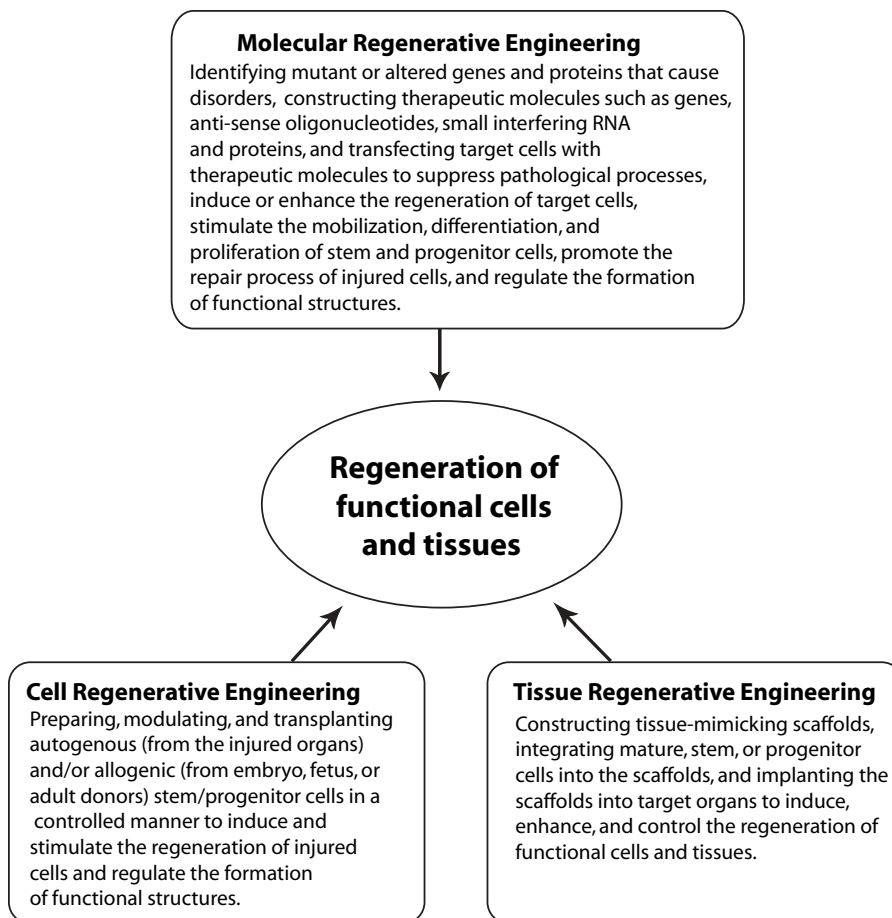 Molecular Regenerative Engineering
Identifying mutant or altered genes and proteins that cause
disorders, constructing therapeutic molecules such as genes,
anti-sense oligonucleotides, small interfering RNA
and proteins, and transfecting target cells with
therapeutic molecules to suppress pathological processes,
induce or enhance the regeneration of target cells,
stimulate the mobilization, differentiation, and
proliferation of stem and progenitor cells, promote the
repair process of injured cells, and regulate the formation
of functional structures.
Regeneration of
functional cells
and tissues
Cell Regenerative Engineering
Preparing, modulating, and transplanting
autogenous (from the injured organs)
and/or allogenic (from embryo, fetus, or
adult donors) stem/progenitor cells in a
controlled manner to induce and
stimulate the regeneration of injured
cells and regulate the formation
of functional structures.
Tissue Regenerative Engineering
Constructing tissue-mimicking scaffolds,
integrating mature, stem, or progenitor
cells into the scaffolds, and implanting the
scaffolds into target organs to induce,
enhance, and control the regeneration of
functional cells and tissues.